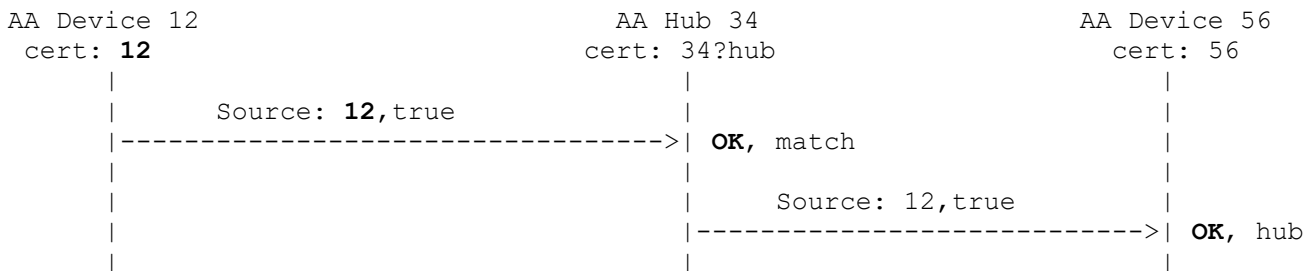 AA Device 12 AA Hub 34 AA Device 56
cert: 12 cert: 34?hub cert: 56
| | |
| Source: 12,true | |
|---------------------------------->| OK, match |
| | |
| | Source: 12,true |
| |---------------------------->| OK, hub
| | |